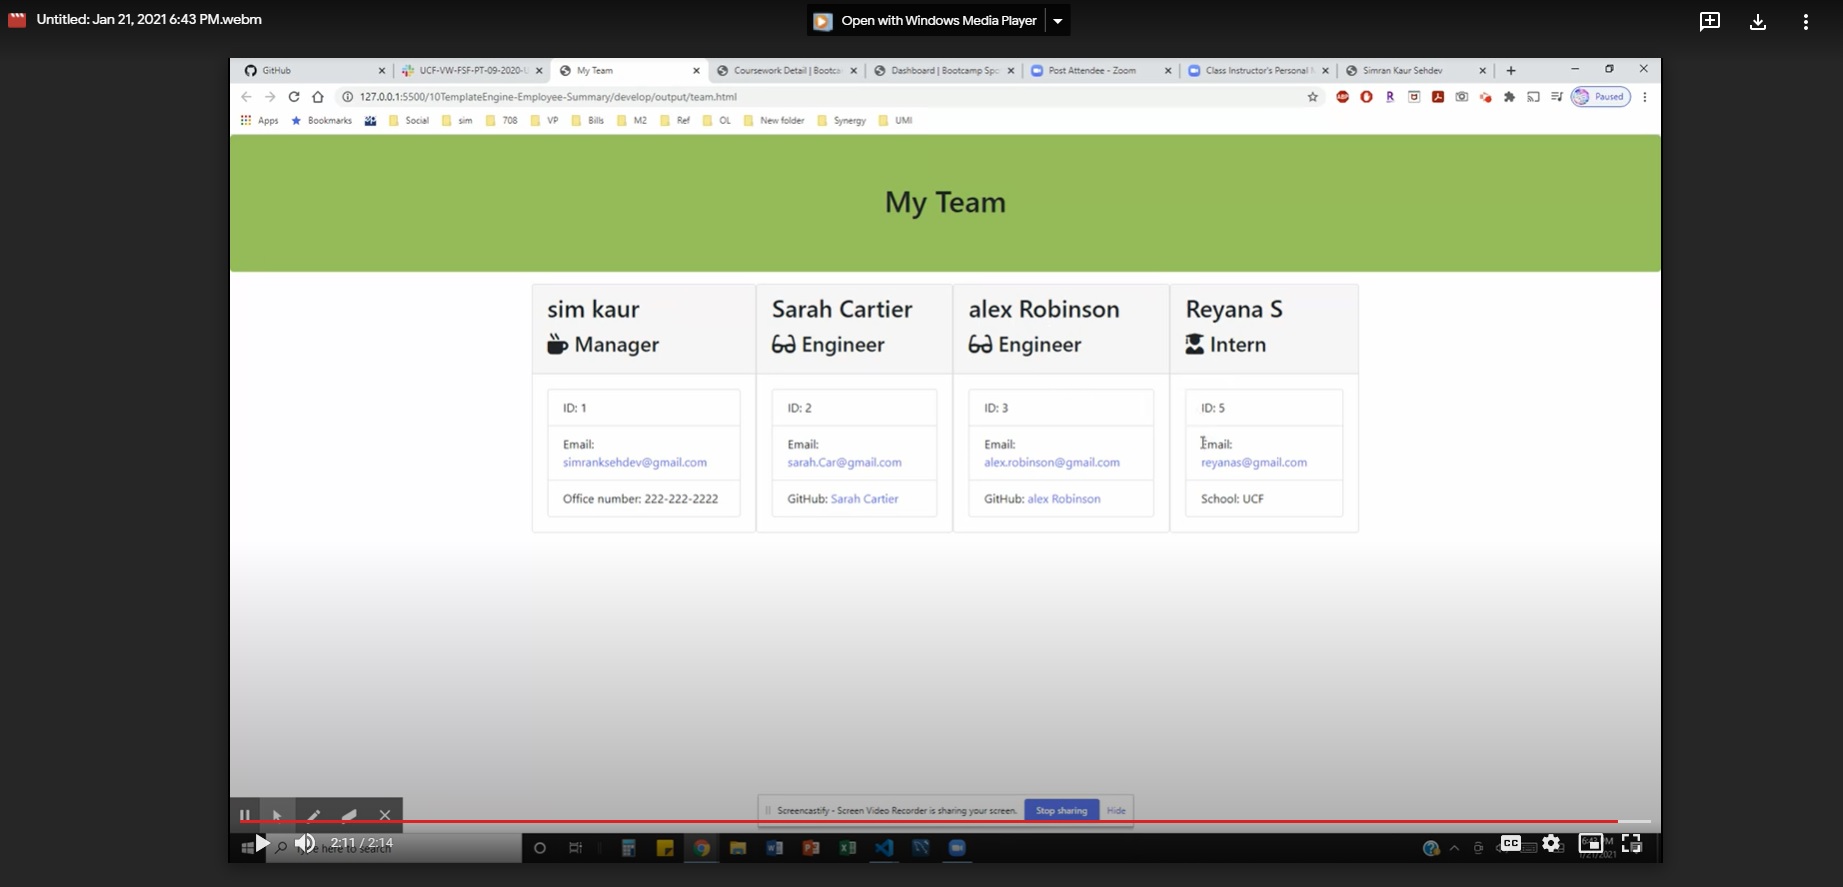 Untitled: Jan 21, 2021 6:43 PM.webm
Open with Windows Media Player
GitHub
UCF-VW-FSF-PT-09-2020-U
My Team
Coursework Detail | Bootca
Dashboard | Bootcamp Spo
Post Attendee - Zoom
Class Instructor's Personal M
Simran Kaur Sehdev
127.0.0.1:5500/10TemplateEngine-Employee-Summary/develop/output/team.html
Paused
Apps Bookmarks Social sim 708 VP Bills M2 Ref OL New folder Synergy UMI
My Team
sim kaur
Manager
ID: 1
Email:
simranksehdev@gmail.com
Office number: 222-222-2222
Sarah Cartier
Engineer
ID: 2
Email:
sarah.Car@gmail.com
GitHub: Sarah Cartier
alex Robinson
Engineer
ID: 3
Email:
alex.robinson@gmail.com
GitHub: alex Robinson
Reyana S
Intern
ID: 5
Email:
reyanas@gmail.com
School: UCF
Screencastify - Screen Video Recorder is sharing your screen. Stop sharing Hide
2:11 / 2:14
here to search
CC
1/21/2021